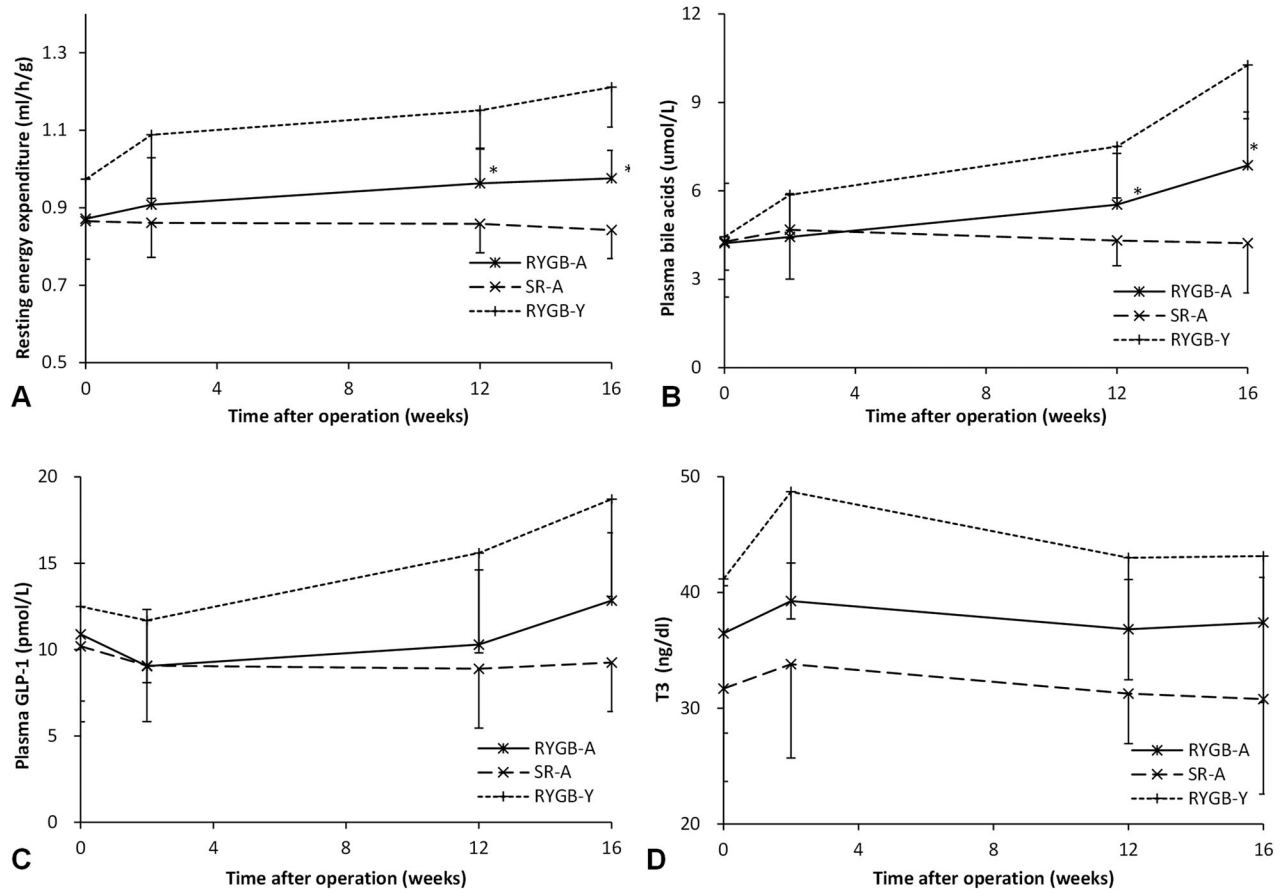 Resting energy expenditure (ml/h/g)
1.3
1.1
0.9
0.7
0.5
*
*
RYGB-A
SR-A
RYGB-Y
0
4
8
12
16
Time after operation (weeks)
A
Plasma bile acids (umol/L)
12
9
6
3
0
*
*
RYGB-A
SR-A
RYGB-Y
0
4
8
12
16
Time after operation (weeks)
B
Plasma GLP-1 (pmol/L)
20
15
10
5
0
RYGB-A
SR-A
RYGB-Y
0
4
8
12
16
Time after operation (weeks)
C
T3 (ng/dl)
50
40
30
20
RYGB-A
SR-A
RYGB-Y
0
4
8
12
16
Time after operation (weeks)
D